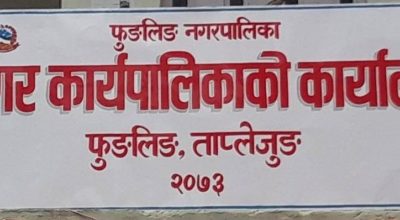 फुङलिङ नगरपालिका
कार्यपालिकाको
फुङलिङ, ताप्लेजुङ
२०७३